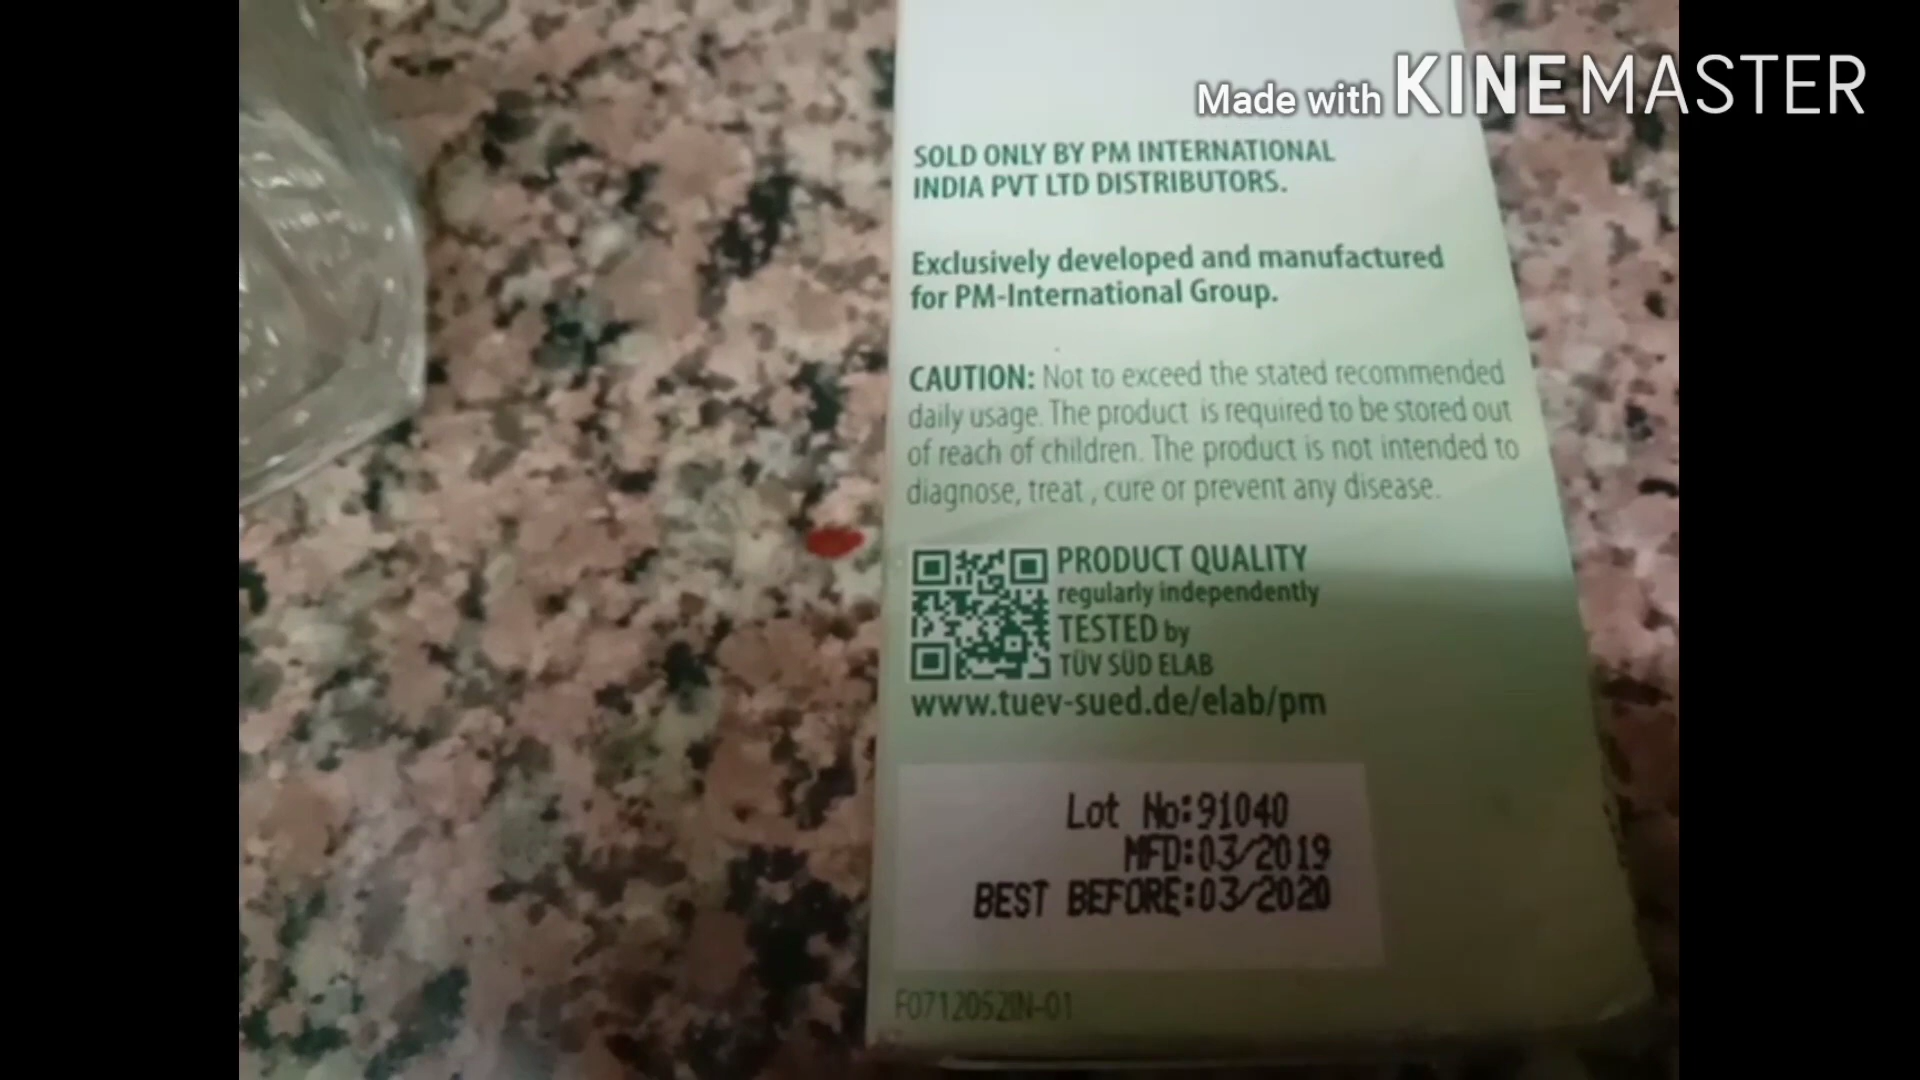 Made with KINEMASTER
SOLD ONLY BY PM INTERNATIONAL
INDIA PVT LTD DISTRIBUTORS.
Exclusively developed and manufactured
for PM-International Group.
CAUTION: Not to exceed the stated recommended
daily usage. The product is required to be stored out
of reach of children. The product is not intended to
diagnose, treat , cure or prevent any disease.
PRODUCT QUALITY
regularly independently
TESTED by
TÜV SÜD ELAB
www.tuev-sued.de/elab/pm
Lot No:91040
MFD:03/2019
BEST BEFORE:03/2020
F0712052IN-01